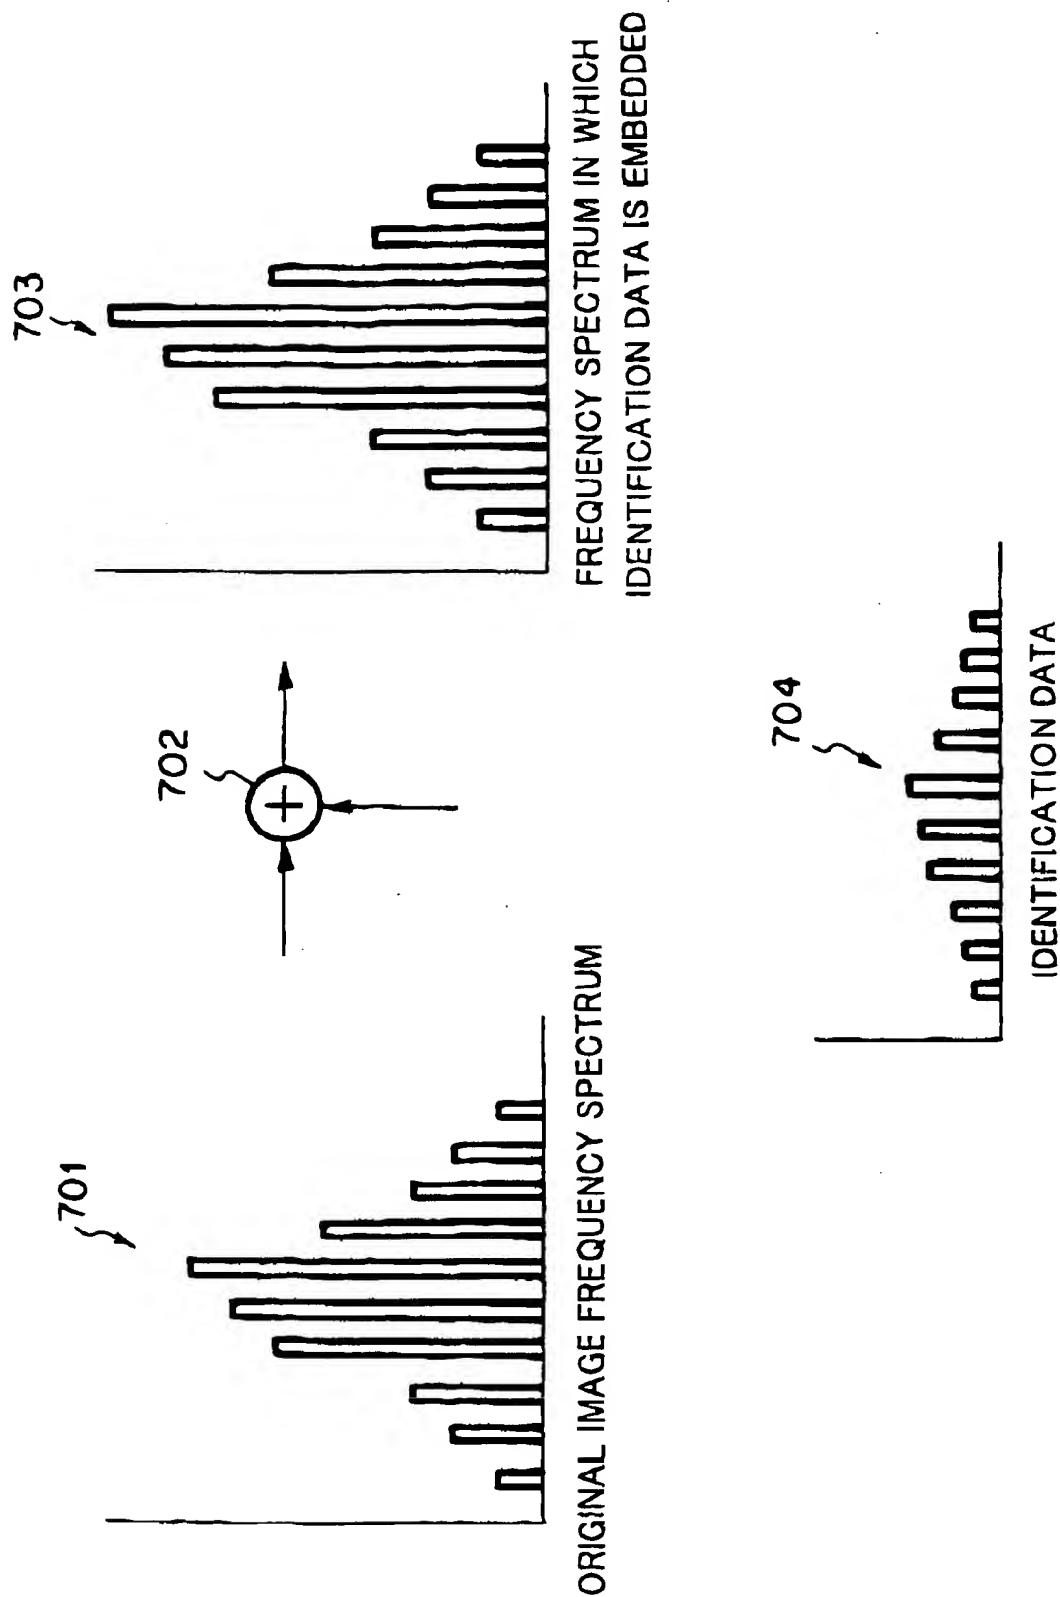 701
ORIGINAL IMAGE FREQUENCY SPECTRUM
702
+
703
FREQUENCY SPECTRUM IN WHICH
IDENTIFICATION DATA IS EMBEDDED
704
IDENTIFICATION DATA